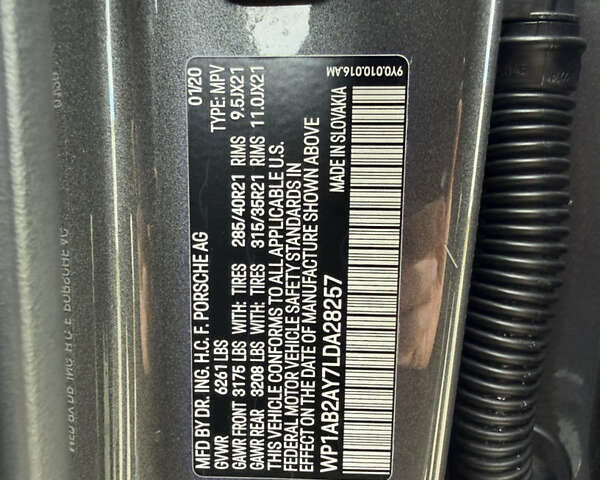 MFD BY DR. ING. H.C. F. PORSCHE AG 01/20
GVWR 6261 LBS TYPE: MPV
GAWR FRONT 3175 LBS WITH: TIRES 285/40R21 RIMS 9.5JX21
GAWR REAR 3208 LBS WITH: TIRES 315/35R21 RIMS 11.0JX21
THIS VEHICLE CONFORMS TO ALL APPLICABLE U.S.
FEDERAL MOTOR VEHICLE SAFETY STANDARDS IN
EFFECT ON THE DATE OF MANUFACTURE SHOWN ABOVE
WP1AB2AY7LDA28257 MADE IN SLOVAKIA
9Y0.010.016.AM